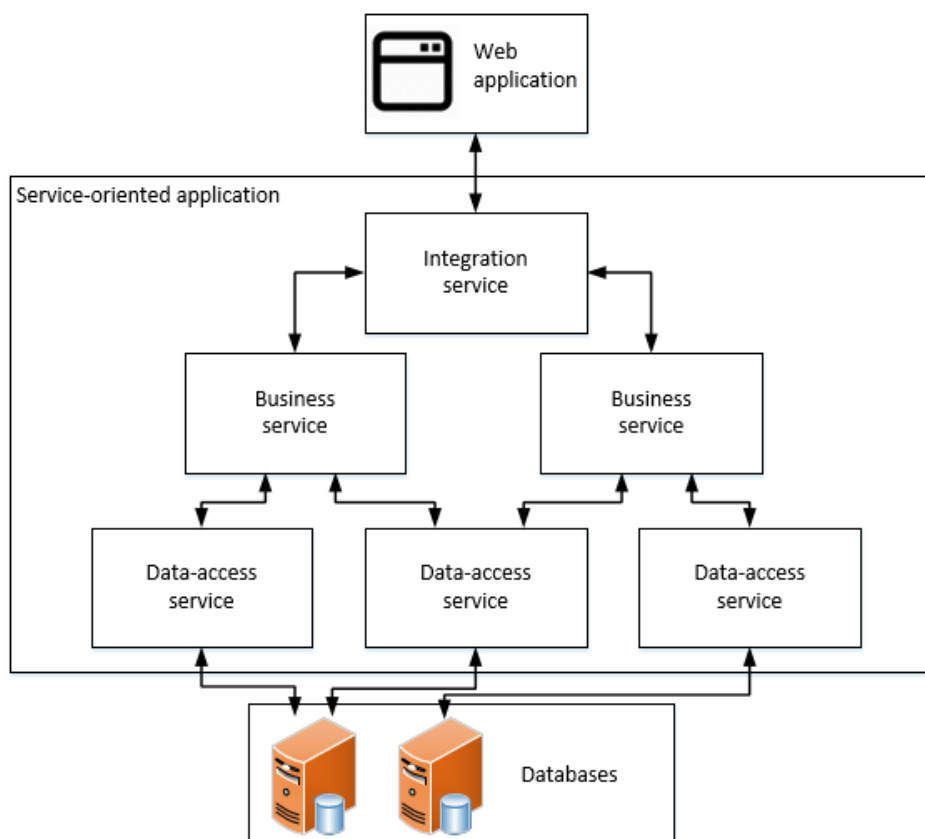 Web
application
Service-oriented application
Integration
service
Business
service
Business
service
Data-access
service
Data-access
service
Data-access
service
Databases